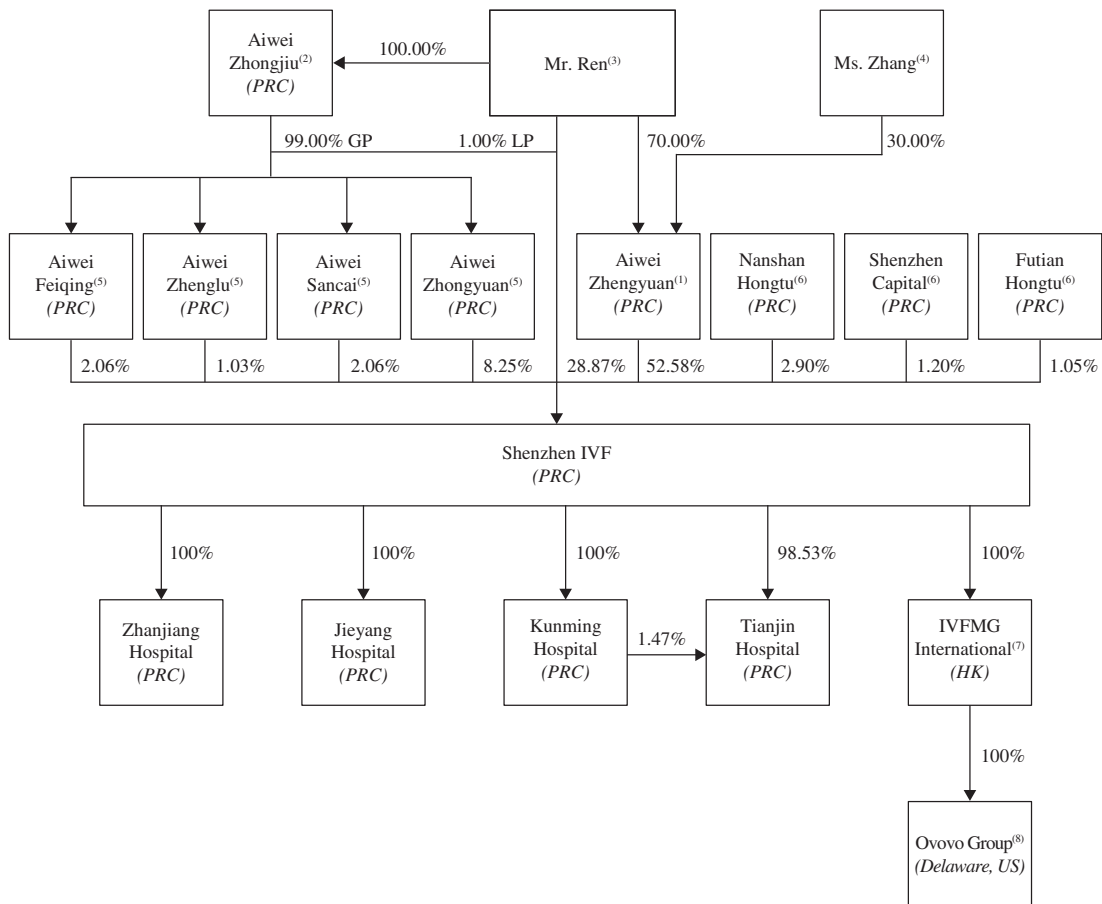 Aiwei
Zhongjiu(2)
(PRC)
100.00%
Mr. Ren(3)
Ms. Zhang(4)
99.00% GP
1.00% LP
70.00%
30.00%
Aiwei
Feiqing(5)
(PRC)
Aiwei
Zhenglu(5)
(PRC)
Aiwei
Sancai(5)
(PRC)
Aiwei
Zhongyuan(5)
(PRC)
Aiwei
Zhengyuan(1)
(PRC)
Nanshan
Hongtu(6)
(PRC)
Shenzhen
Capital(6)
(PRC)
Futian
Hongtu(6)
(PRC)
2.06%
1.03%
2.06%
8.25%
28.87%
52.58%
2.90%
1.20%
1.05%
Shenzhen IVF
(PRC)
100%
100%
100%
98.53%
100%
Zhanjiang
Hospital
(PRC)
Jieyang
Hospital
(PRC)
Kunming
Hospital
(PRC)
1.47%
Tianjin
Hospital
(PRC)
IVFMG
International(7)
(HK)
100%
Ovovo Group(8)
(Delaware, US)